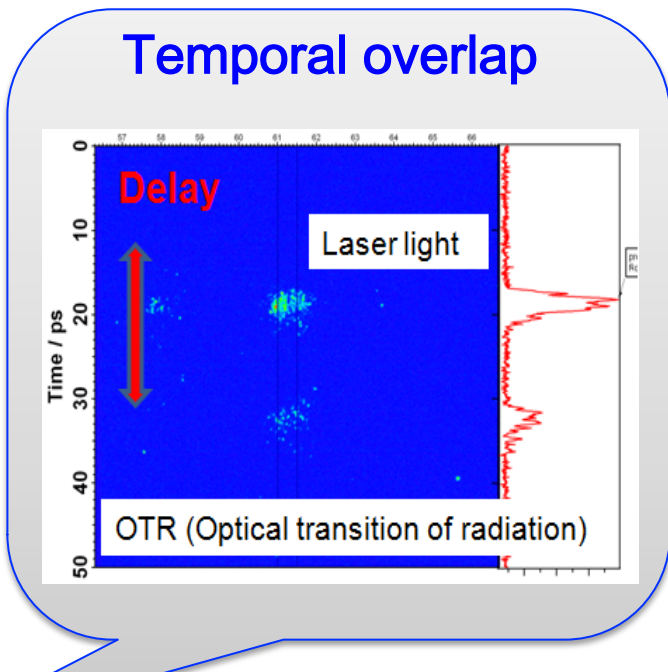 Temporal overlap
57 58 59 60 61 62 63 64 65 66
0
Delay
10
Laser light
20
Time / ps
30
40
OTR (Optical transition of radiation)
50